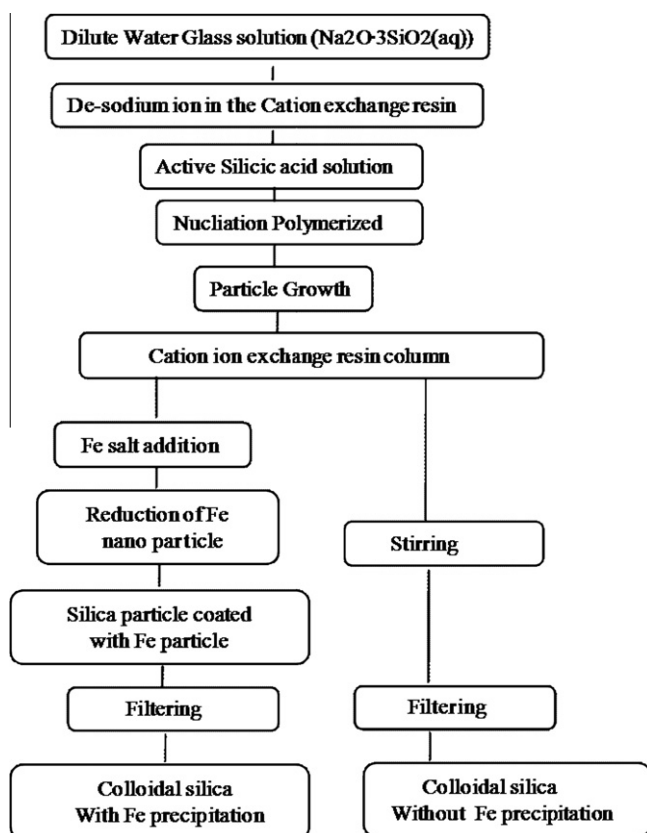 Dilute Water Glass solution (Na2O·3SiO2(aq))
De-sodium ion in the Cation exchange resin
Active Silicic acid solution
Nucliation Polymerized
Particle Growth
Cation ion exchange resin column
Fe salt addition
Reduction of Fe
nano particle
Silica particle coated
with Fe particle
Filtering
Colloidal silica
With Fe precipitation
Stirring
Filtering
Colloidal silica
Without Fe precipitation